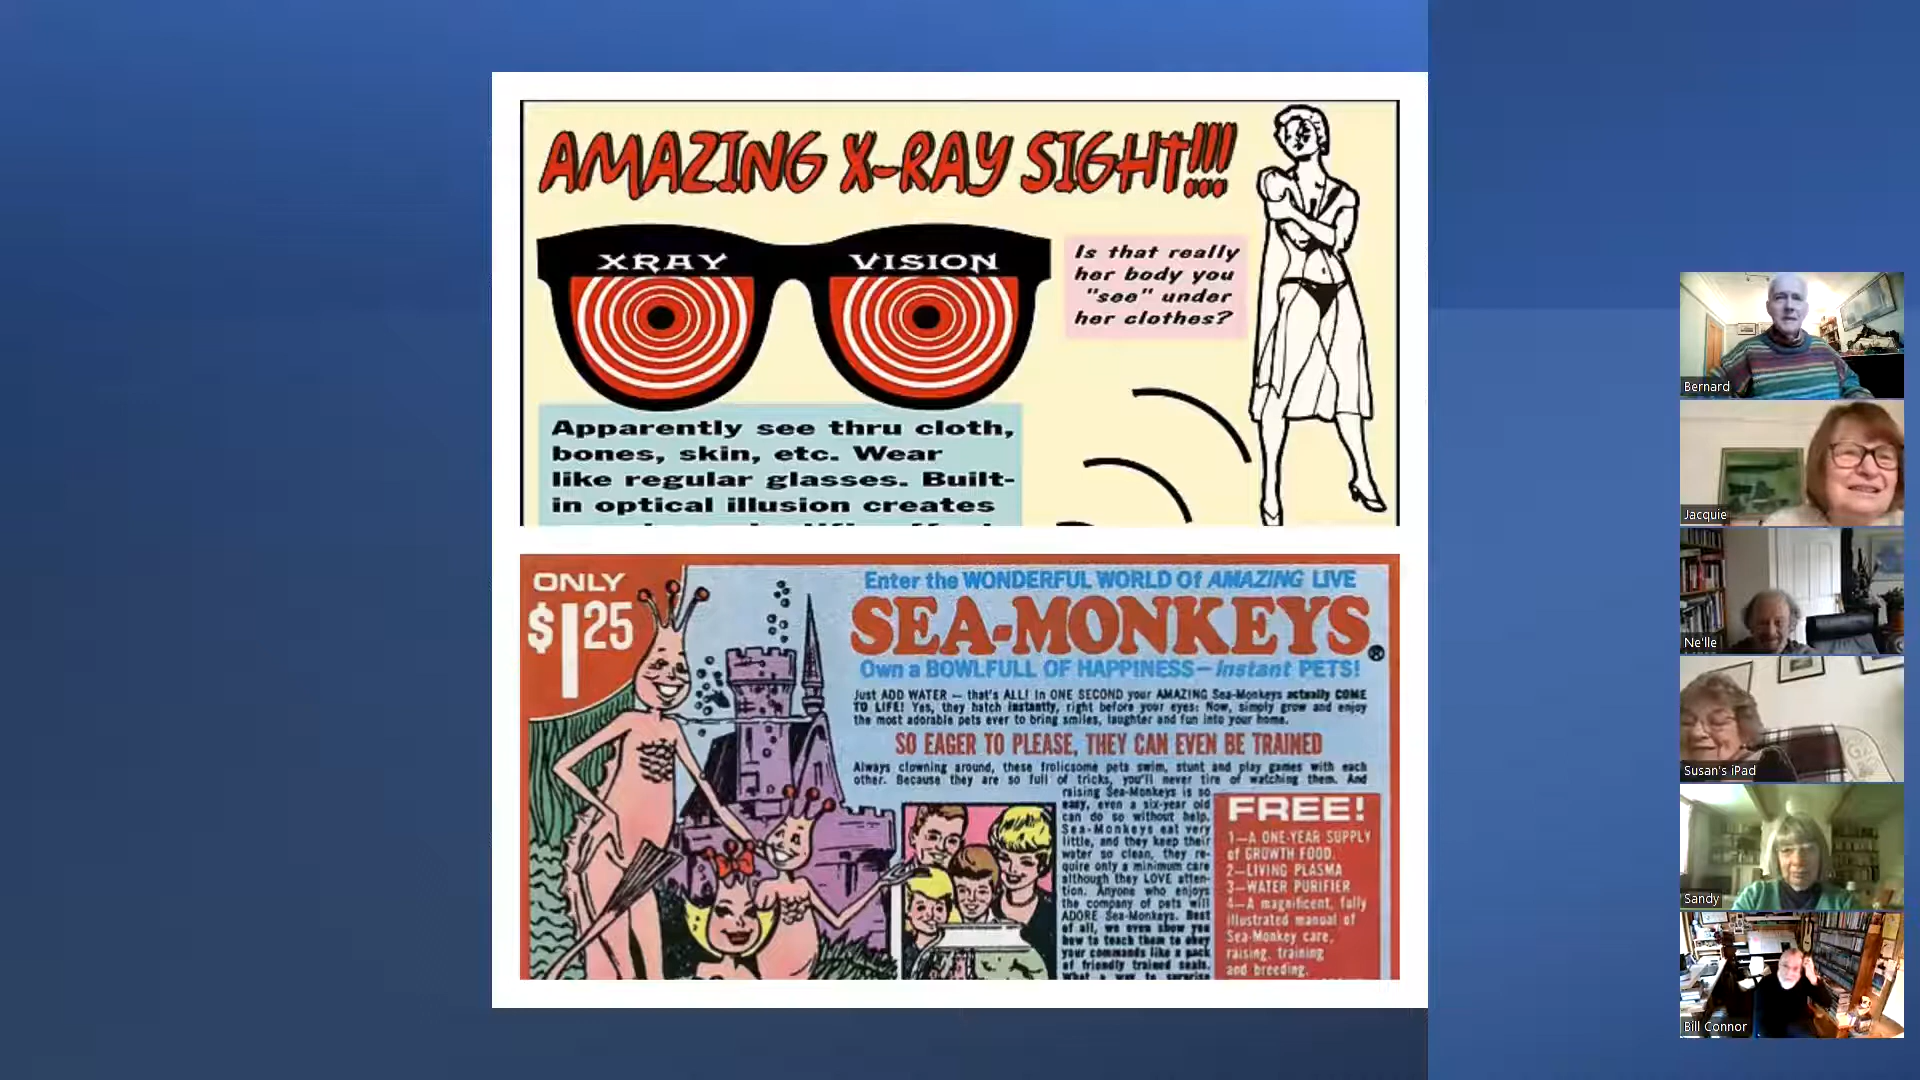 AMAZING X-RAY SIGHT!!!
XRAY VISION
Is that really
her body you
"see" under
her clothes?
Apparently see thru cloth,
bones, skin, etc. Wear
like regular glasses. Built-
in optical illusion creates
ONLY
$1 25
Enter the WONDERFUL WORLD Of AMAZING LIVE
SEA-MONKEYS®
Own a BOWLFULL OF HAPPINESS—Instant PETS!
Just ADD WATER — that's ALL! In ONE SECOND your AMAZING Sea-Monkeys actually COME
TO LIFE! Yes, they hatch instantly, right before your eyes: Now, simply grow and enjoy
the most adorable pets ever to bring smiles, laughter and fun into your home.
SO EAGER TO PLEASE, THEY CAN EVEN BE TRAINED
Always clowning around, these frolicsome pets swim, stunt and play games with each
other. Because they are so full of tricks, you'll never tire of watching them. And
raising Sea-Monkeys is so
easy, even a six-year old
can do so without help.
Sea-Monkeys eat very
little, and they keep their
water so clean, they re-
quire only a minimum care
although they LOVE atten-
tion. Anyone who enjoys
the company of pets will
ADORE Sea-Monkeys. Best
of all, we even show you
how to teach them to obey
your commands like a pack
of friendly trained seals.
What a way to surprise
FREE!
1—A ONE-YEAR SUPPLY
of GROWTH FOOD.
2—LIVING PLASMA
3—WATER PURIFIER
4—A magnificent, fully
illustrated manual of
Sea-Monkey care,
raising, training
and breeding.
Bernard
Jacquie
Ne'lle
Susan's iPad
Sandy
Bill Connor